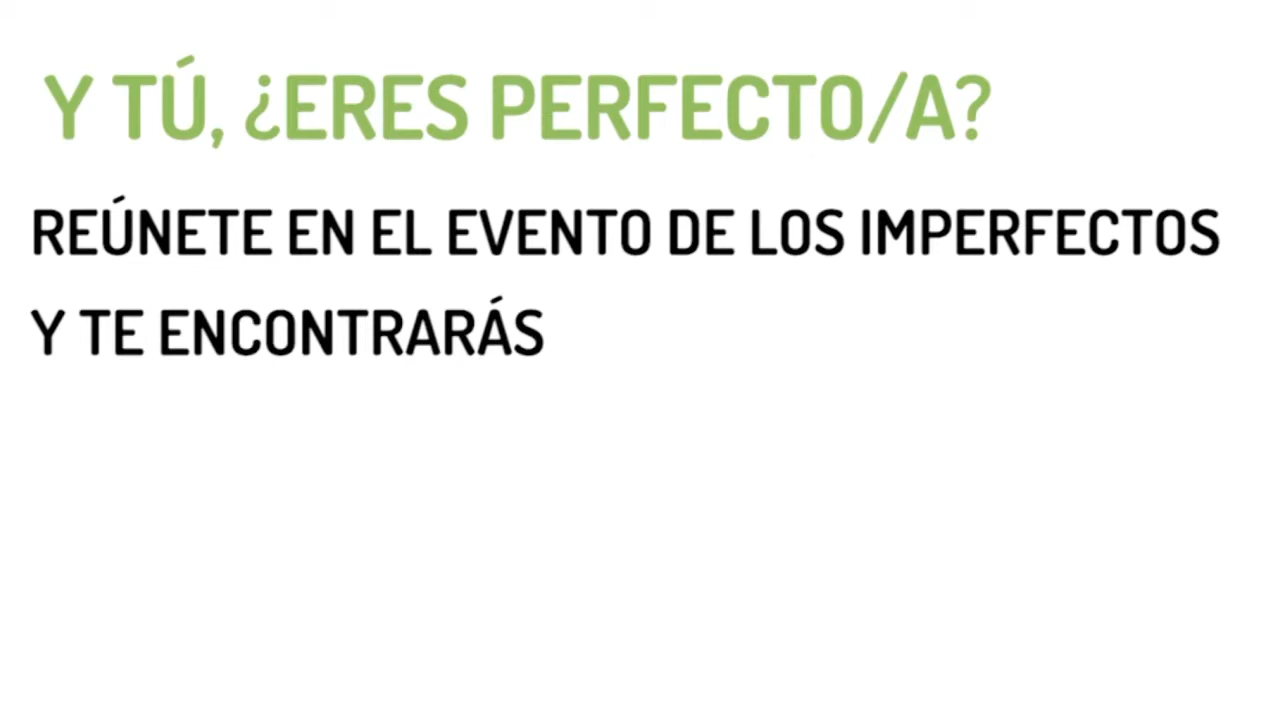 Y TÚ, ¿ERES PERFECTO/A?
REÚNETE EN EL EVENTO DE LOS IMPERFECTOS
Y TE ENCONTRARÁS